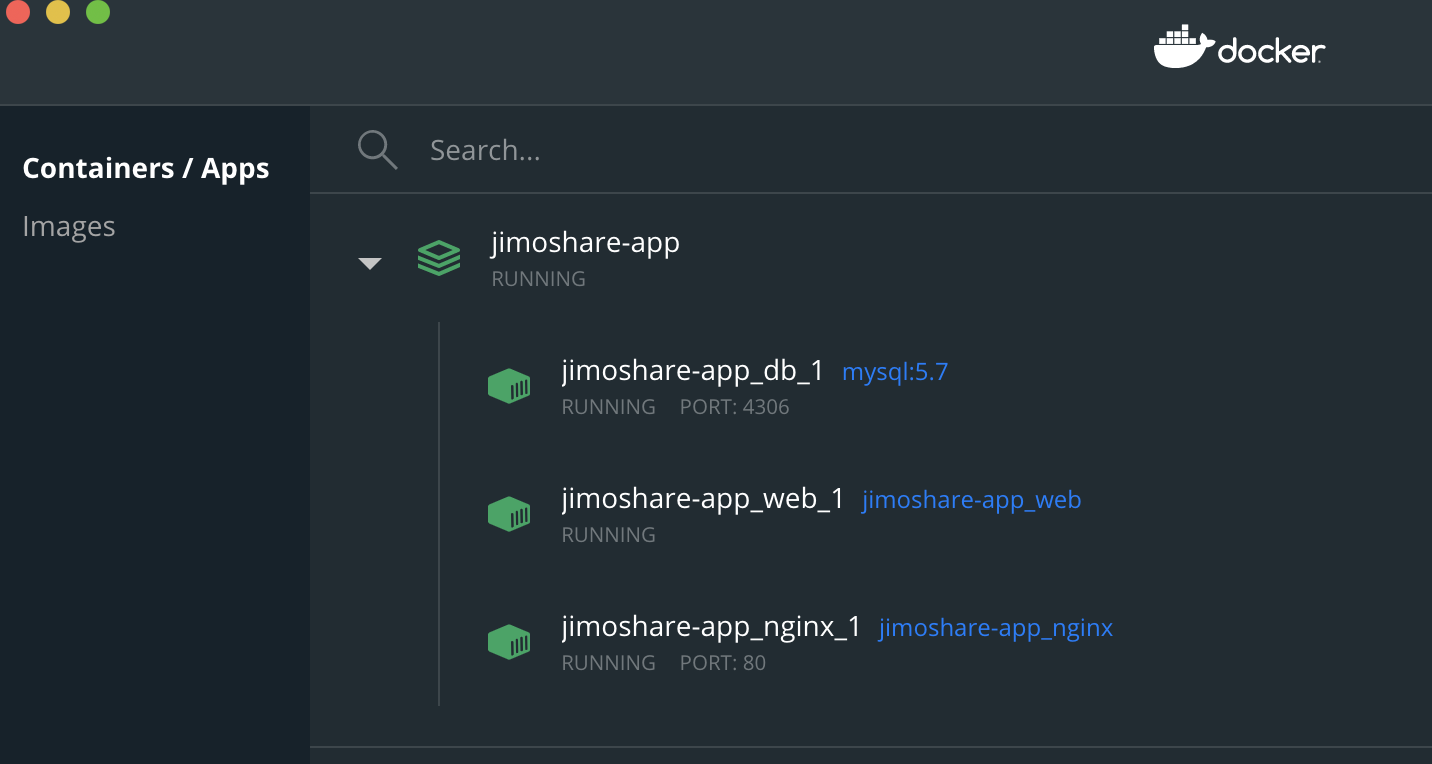 docker
Containers / Apps
Images
Search...
jimoshare-app
RUNNING
jimoshare-app_db_1 mysql:5.7
RUNNING PORT: 4306
jimoshare-app_web_1 jimoshare-app_web
RUNNING
jimoshare-app_nginx_1 jimoshare-app_nginx
RUNNING PORT: 80